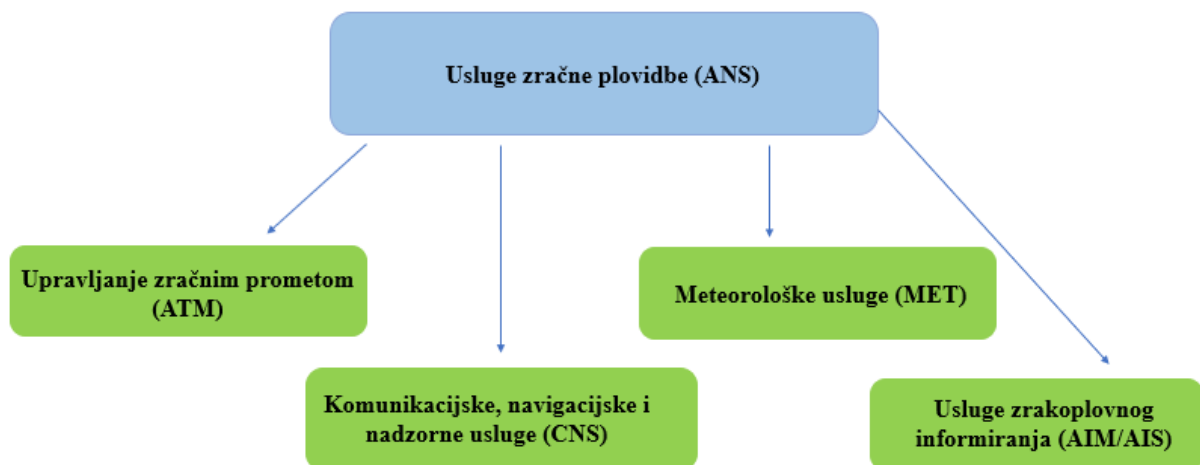 Usluge zračne plovidbe (ANS)
Upravljanje zračnim prometom
(ATM)
Meteorološke usluge (MET)
Komunikacijske, navigacijske i
nadzorne usluge (CNS)
Usluge zrakoplovnog
informiranja (AIM/AIS)